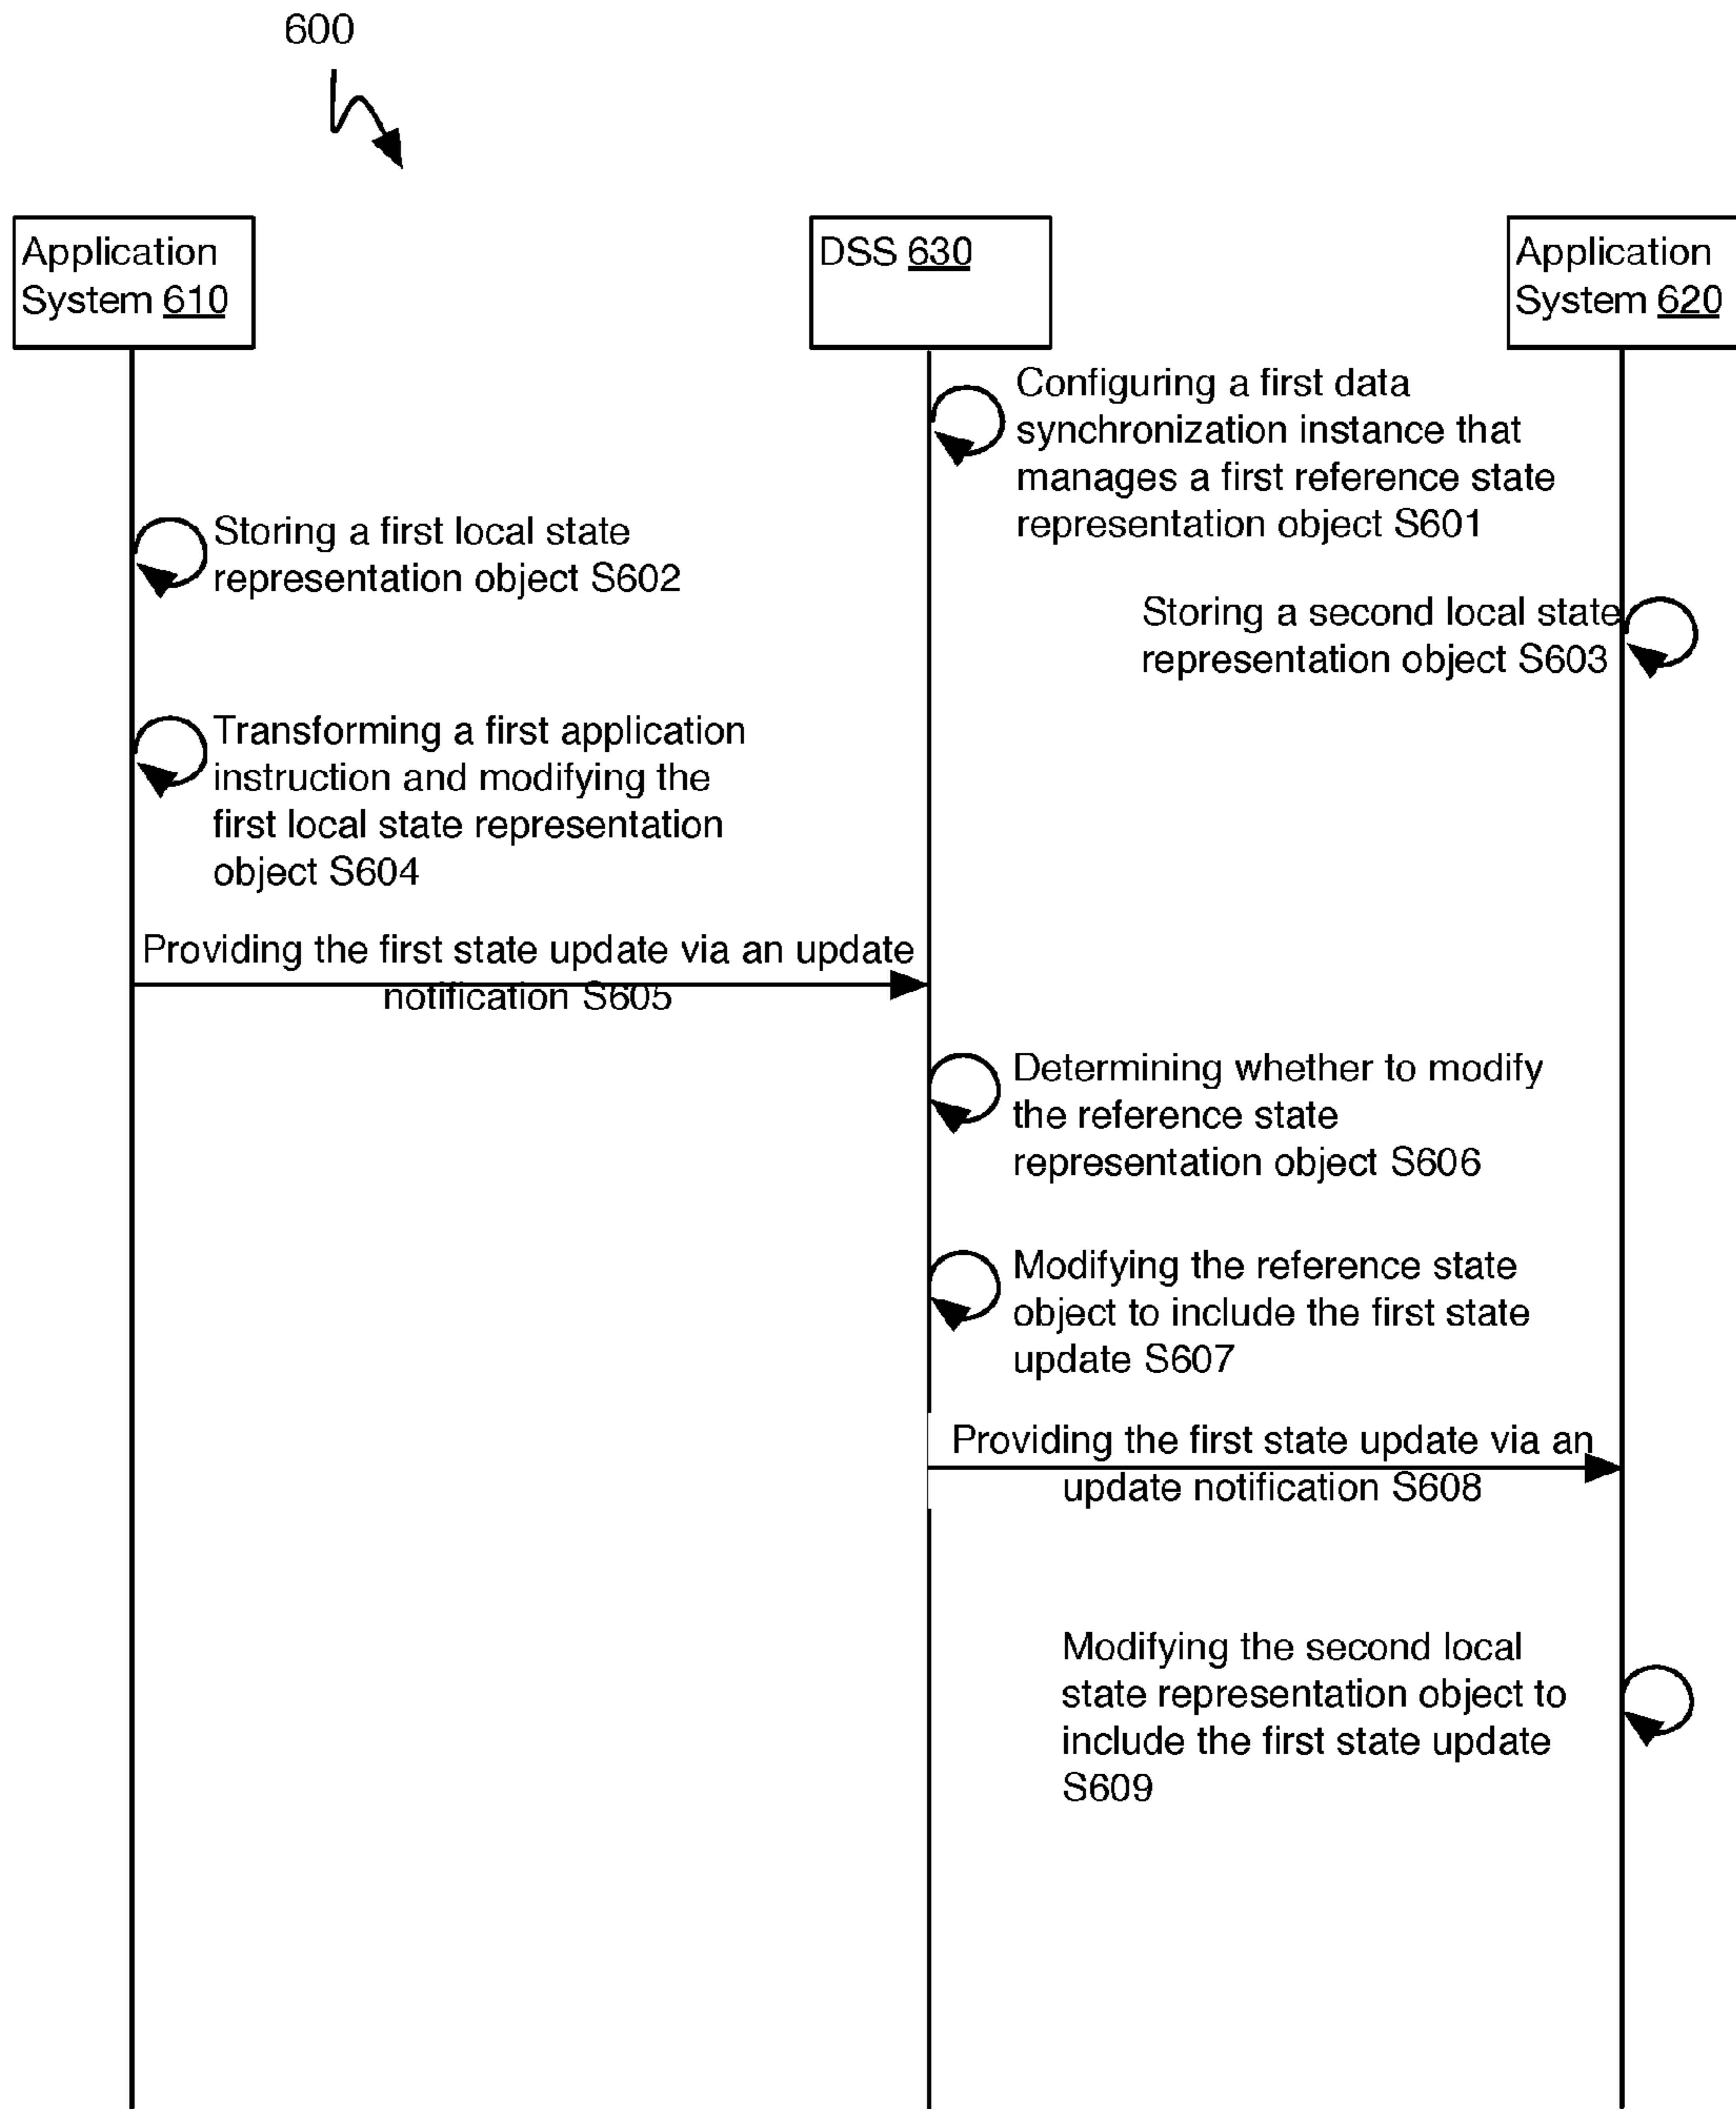 600
Application
System 610
DSS 630
Application
System 620
Configuring a first data
synchronization instance that
manages a first reference state
representation object S601
Storing a first local state
representation object S602
Storing a second local state
representation object S603
Transforming a first application
instruction and modifying the
first local state representation
object S604
Providing the first state update via an update
notification S605
Determining whether to modify
the reference state
representation object S606
Modifying the reference state
object to include the first state
update S607
Providing the first state update via an
update notification S608
Modifying the second local
state representation object to
include the first state update
S609